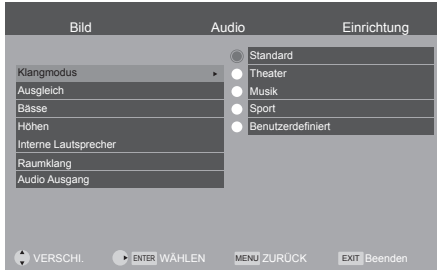 Bild Audio Einrichtung
Klangmodus
Ausgleich
Bässe
Höhen
Interne Lautsprecher
Raumklang
Audio Ausgang
Standard
Theater
Musik
Sport
Benutzerdefiniert
VERSCHI. ENTER WÄHLEN MENU ZURÜCK EXIT Beenden